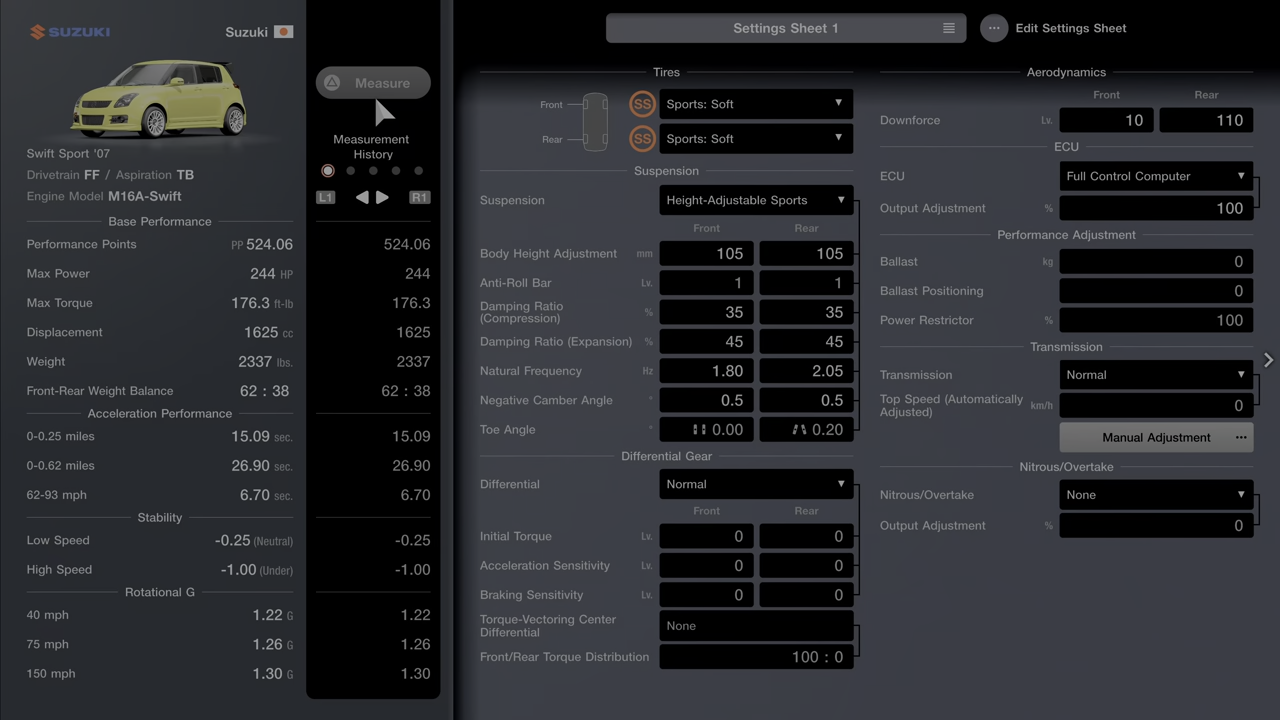 SUZUKI
Suzuki
Swift Sport '07
Drivetrain FF / Aspiration TB
Engine Model M16A-Swift
Base Performance
Performance Points PP 524.06
Max Power 244 HP
Max Torque 176.3 ft-lb
Displacement 1625 cc
Weight 2337 lbs.
Front-Rear Weight Balance 62 : 38
Acceleration Performance
0-0.25 miles 15.09 sec.
0-0.62 miles 26.90 sec.
62-93 mph 6.70 sec.
Stability
Low Speed -0.25 (Neutral)
High Speed -1.00 (Under)
Rotational G
40 mph 1.22 G
75 mph 1.26 G
150 mph 1.30 G
Measure
Measurement
History
L1 R1
524.06
244
176.3
1625
2337
62 : 38
15.09
26.90
6.70
-0.25
-1.00
1.22
1.26
1.30
Settings Sheet 1
Edit Settings Sheet
Tires
Front SS Sports: Soft
Rear SS Sports: Soft
Suspension
Suspension Height-Adjustable Sports
Front Rear
Body Height Adjustment mm 105 105
Anti-Roll Bar Lv. 1 1
Damping Ratio
(Compression) % 35 35
Damping Ratio (Expansion) % 45 45
Natural Frequency Hz 1.80 2.05
Negative Camber Angle ° 0.5 0.5
Toe Angle ° 0.00 0.20
Differential Gear
Differential Normal
Front Rear
Initial Torque Lv. 0 0
Acceleration Sensitivity Lv. 0 0
Braking Sensitivity Lv. 0 0
Torque-Vectoring Center
Differential None
Front/Rear Torque Distribution 100 : 0
Aerodynamics
Front Rear
Downforce Lv. 10 110
ECU
ECU Full Control Computer
Output Adjustment % 100
Performance Adjustment
Ballast kg 0
Ballast Positioning 0
Power Restrictor % 100
Transmission
Transmission Normal
Top Speed (Automatically
Adjusted) km/h 0
Manual Adjustment
Nitrous/Overtake
Nitrous/Overtake None
Output Adjustment % 0